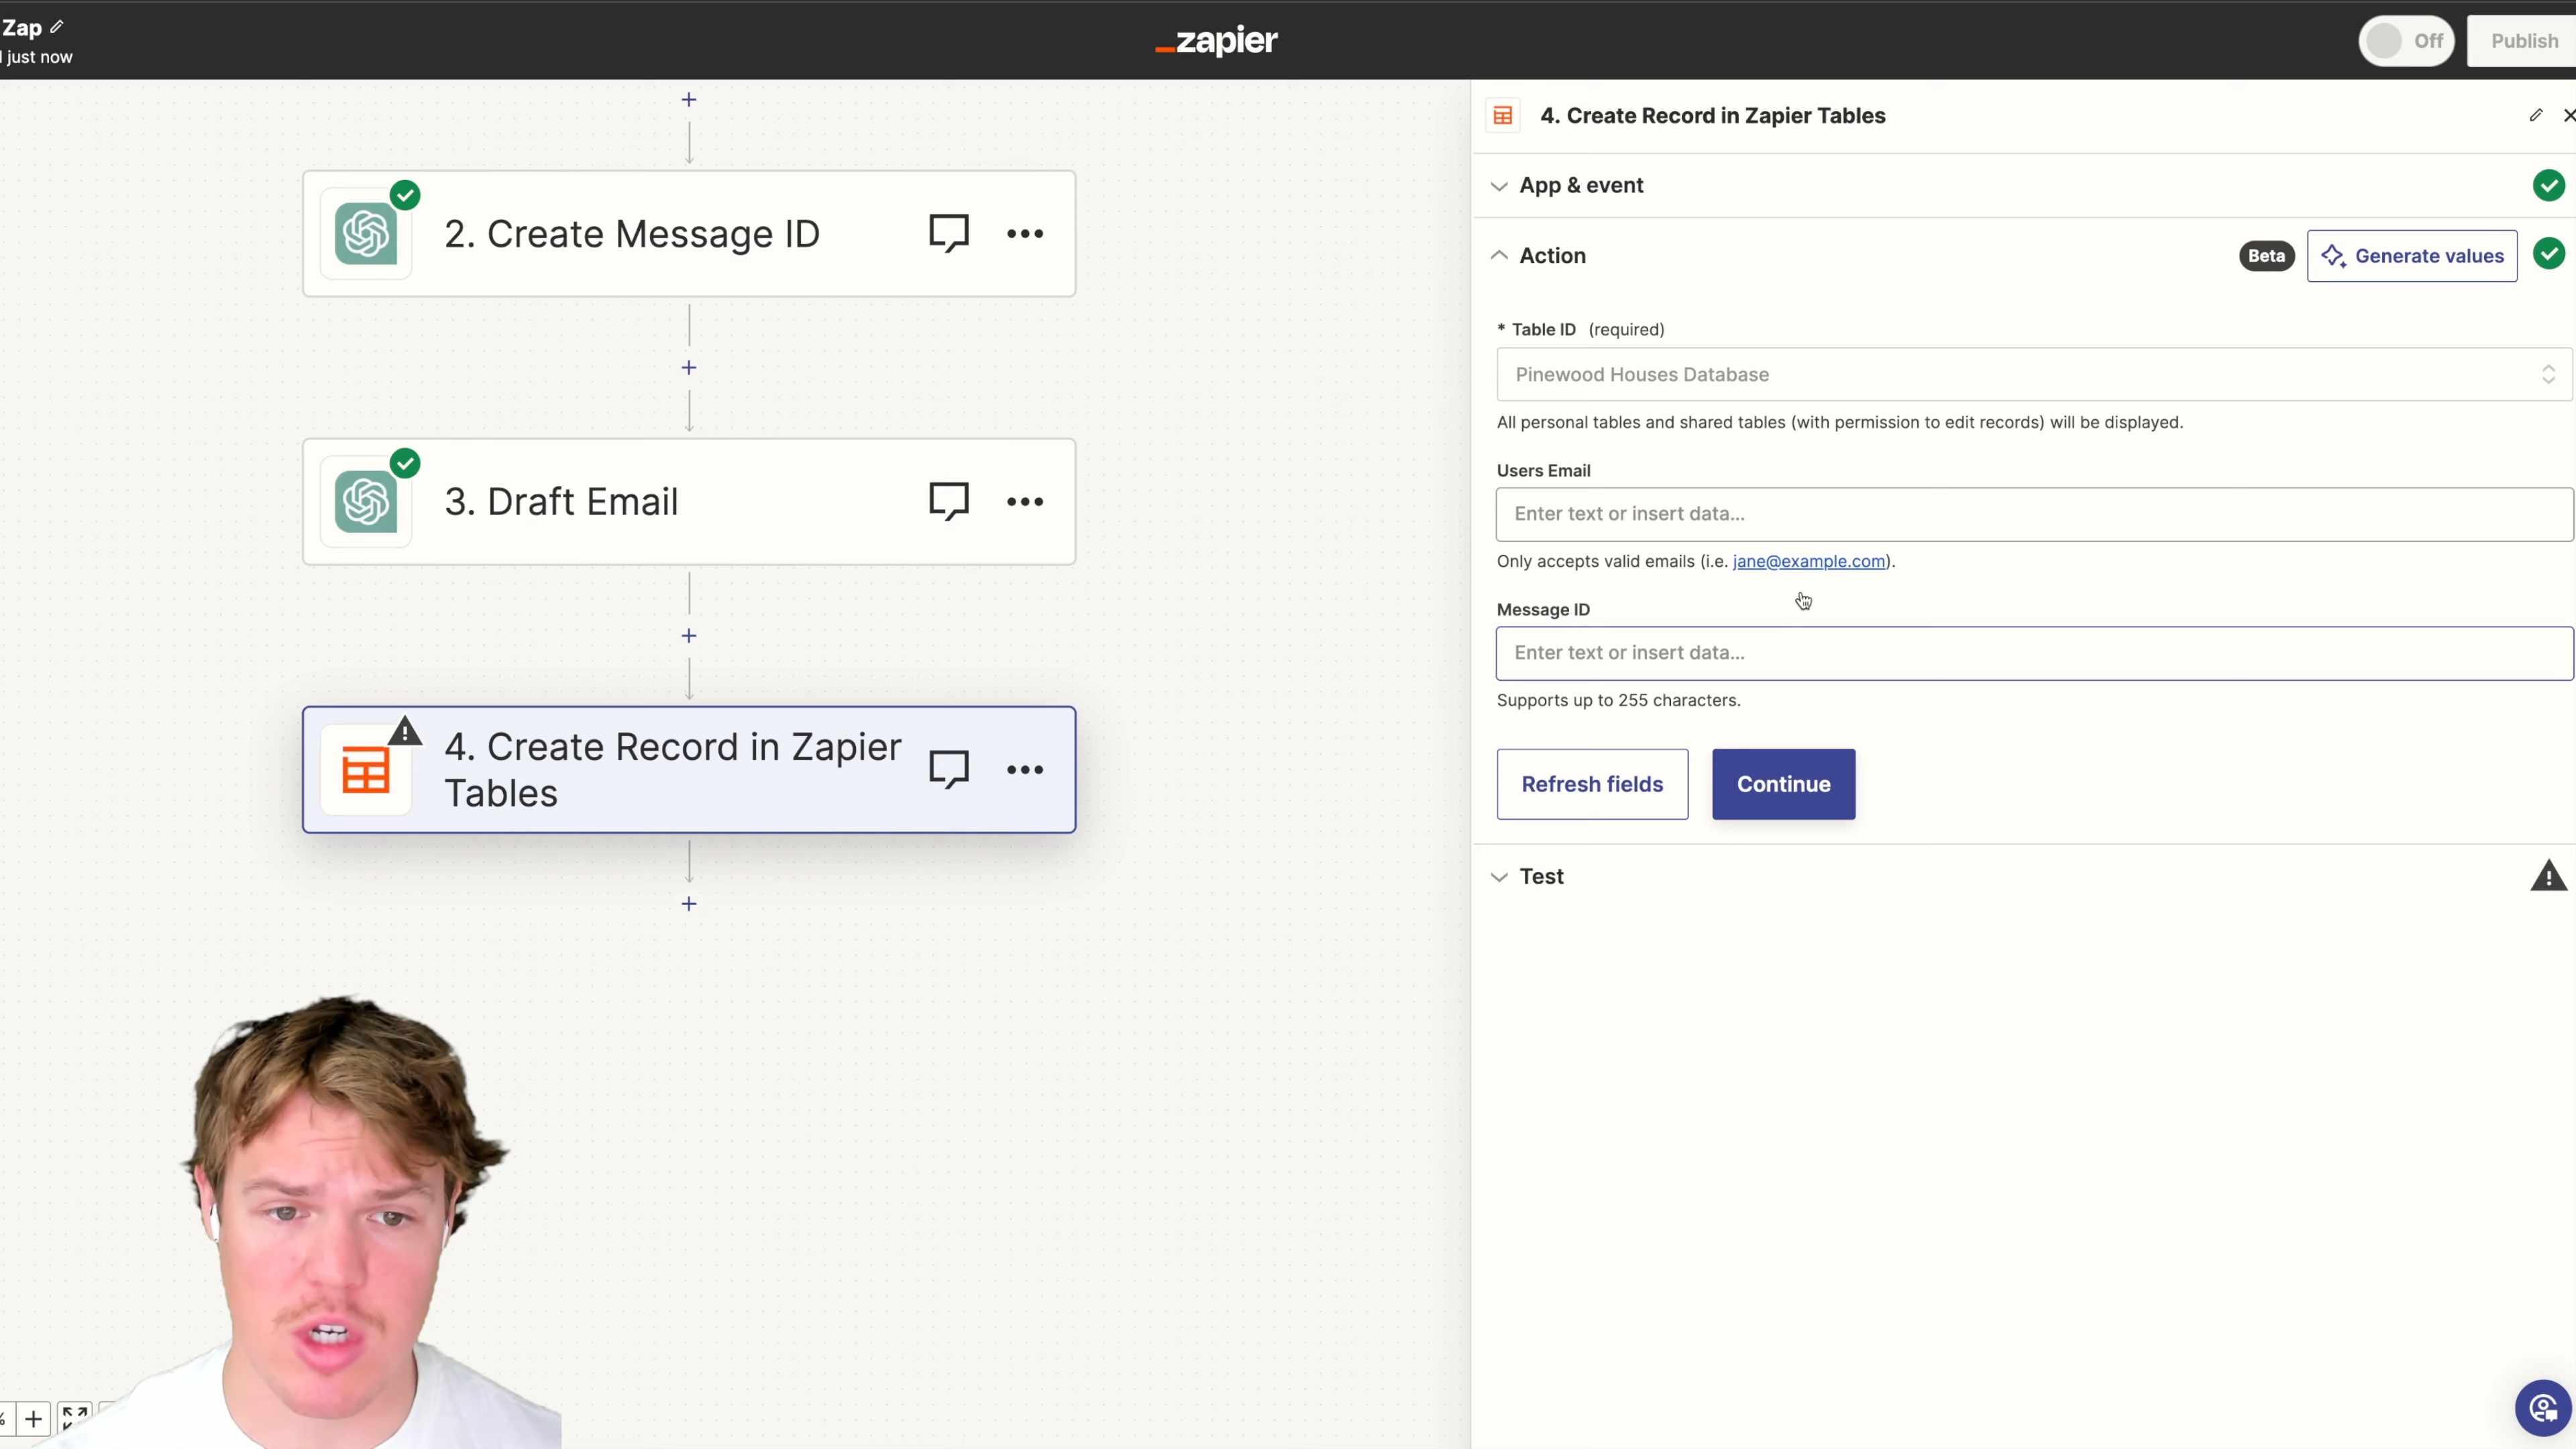 Zap
just now
zapier
Off
Publish
2. Create Message ID
3. Draft Email
4. Create Record in Zapier
Tables
4. Create Record in Zapier Tables
App & event
Action
Beta
Generate values
* Table ID (required)
Pinewood Houses Database
All personal tables and shared tables (with permission to edit records) will be displayed.
Users Email
Enter text or insert data...
Only accepts valid emails (i.e. jane@example.com).
Message ID
Enter text or insert data...
Supports up to 255 characters.
Refresh fields
Continue
Test